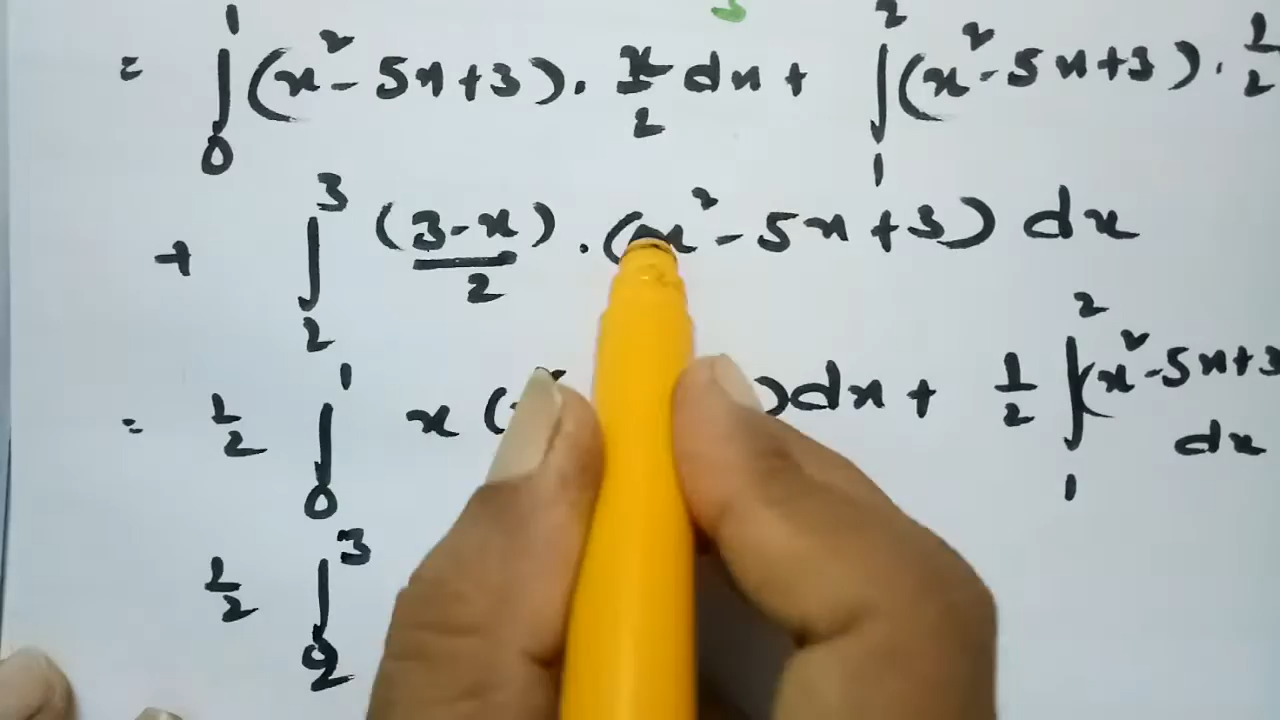 = ∫₀¹ (x² - 5x + 3) · x/2 dx + ∫₁² (x² - 5x + 3) · 1/2
+ ∫₂³ (3 - x)/2 · (x² - 5x + 3) dx
= 1/2 ∫₀¹ x ( ) dx + 1/2 ∫₁² (x² - 5x + 3
dx
1/2 ∫₂³